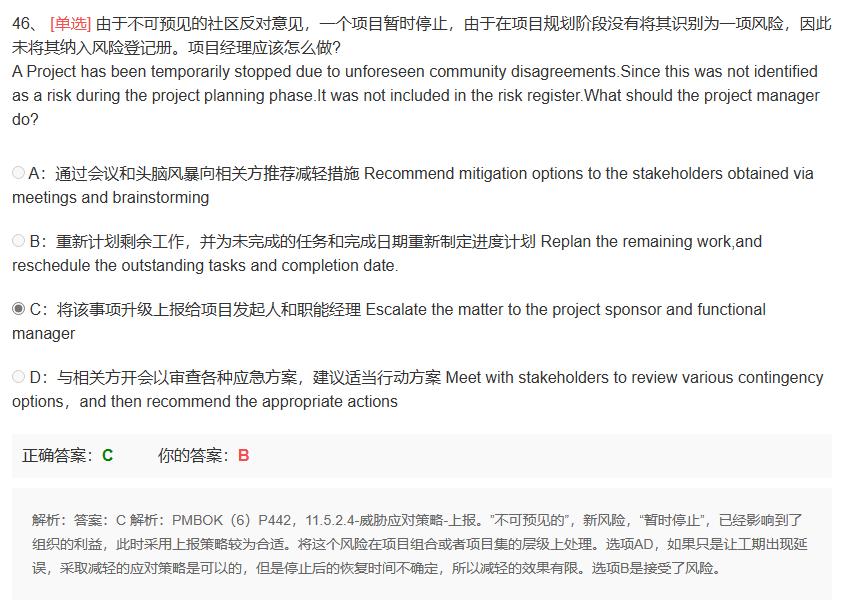 46、 [单选] 由于不可预见的社区反对意见，一个项目暂时停止，由于在项目规划阶段没有将其识别为一项风险，因此
未将其纳入风险登记册。项目经理应该怎么做?
A Project has been temporarily stopped due to unforeseen community disagreements.Since this was not identified
as a risk during the project planning phase.It was not included in the risk register.What should the project manager
do?
A：通过会议和头脑风暴向相关方推荐减轻措施 Recommend mitigation options to the stakeholders obtained via
meetings and brainstorming
B：重新计划剩余工作，并为未完成的任务和完成日期重新制定进度计划 Replan the remaining work,and
reschedule the outstanding tasks and completion date.
C：将该事项升级上报给项目发起人和职能经理 Escalate the matter to the project sponsor and functional
manager
D：与相关方开会以审查各种应急方案，建议适当行动方案 Meet with stakeholders to review various contingency
options，and then recommend the appropriate actions
正确答案：C 你的答案：B
解析：答案：C 解析：PMBOK（6）P442，11.5.2.4-威胁应对策略-上报。”不可预见的”，新风险，“暂时停止”，已经影响到了
组织的利益，此时采用上报策略较为合适。将这个风险在项目组合或者项目集的层级上处理。选项AD，如果只是让工期出现延
误，采取减轻的应对策略是可以的，但是停止后的恢复时间不确定，所以减轻的效果有限。选项B是接受了风险。